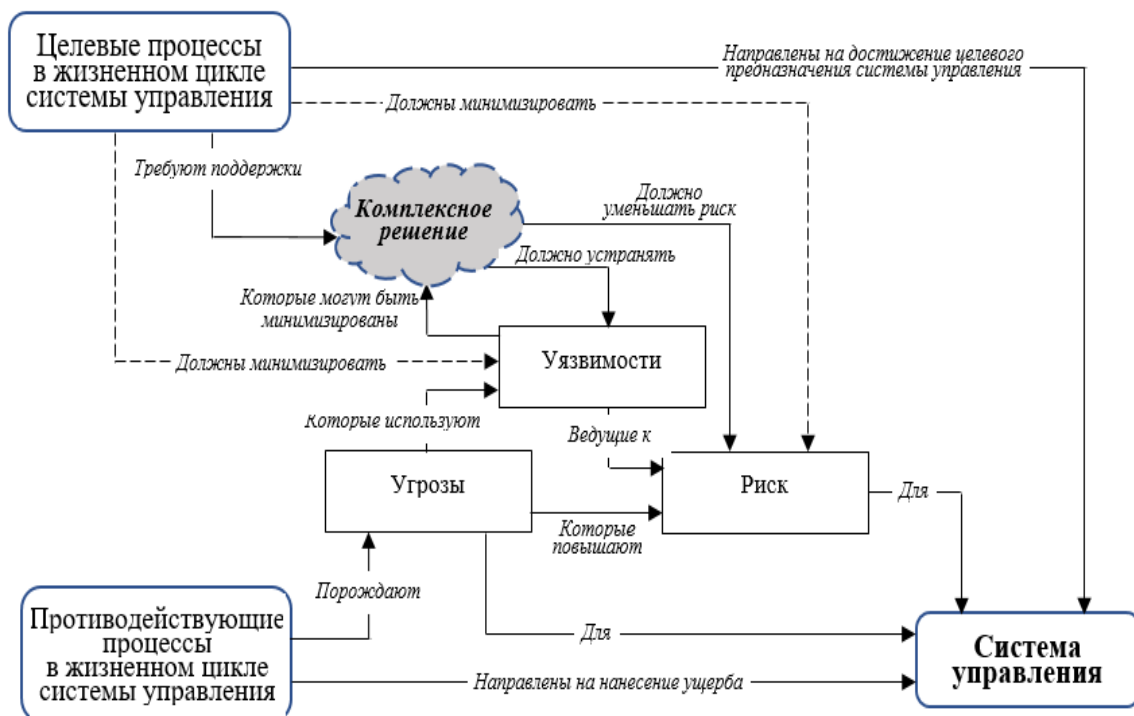 Целевые процессы
в жизненном цикле
системы управления
Направлены на достижение целевого
предназначения системы управления
Должны минимизировать
Требуют поддержки
Комплексное
решение
Должно
уменьшать риск
Должно устранять
Которые могут быть
минимизированы
Уязвимости
Должны минимизировать
Которые используют
Ведущие к
Угрозы
Риск
Для
Которые
повышают
Порождают
Противодействующие
процессы
в жизненном цикле
системы управления
Для
Направлены на нанесение ущерба
Система
управления